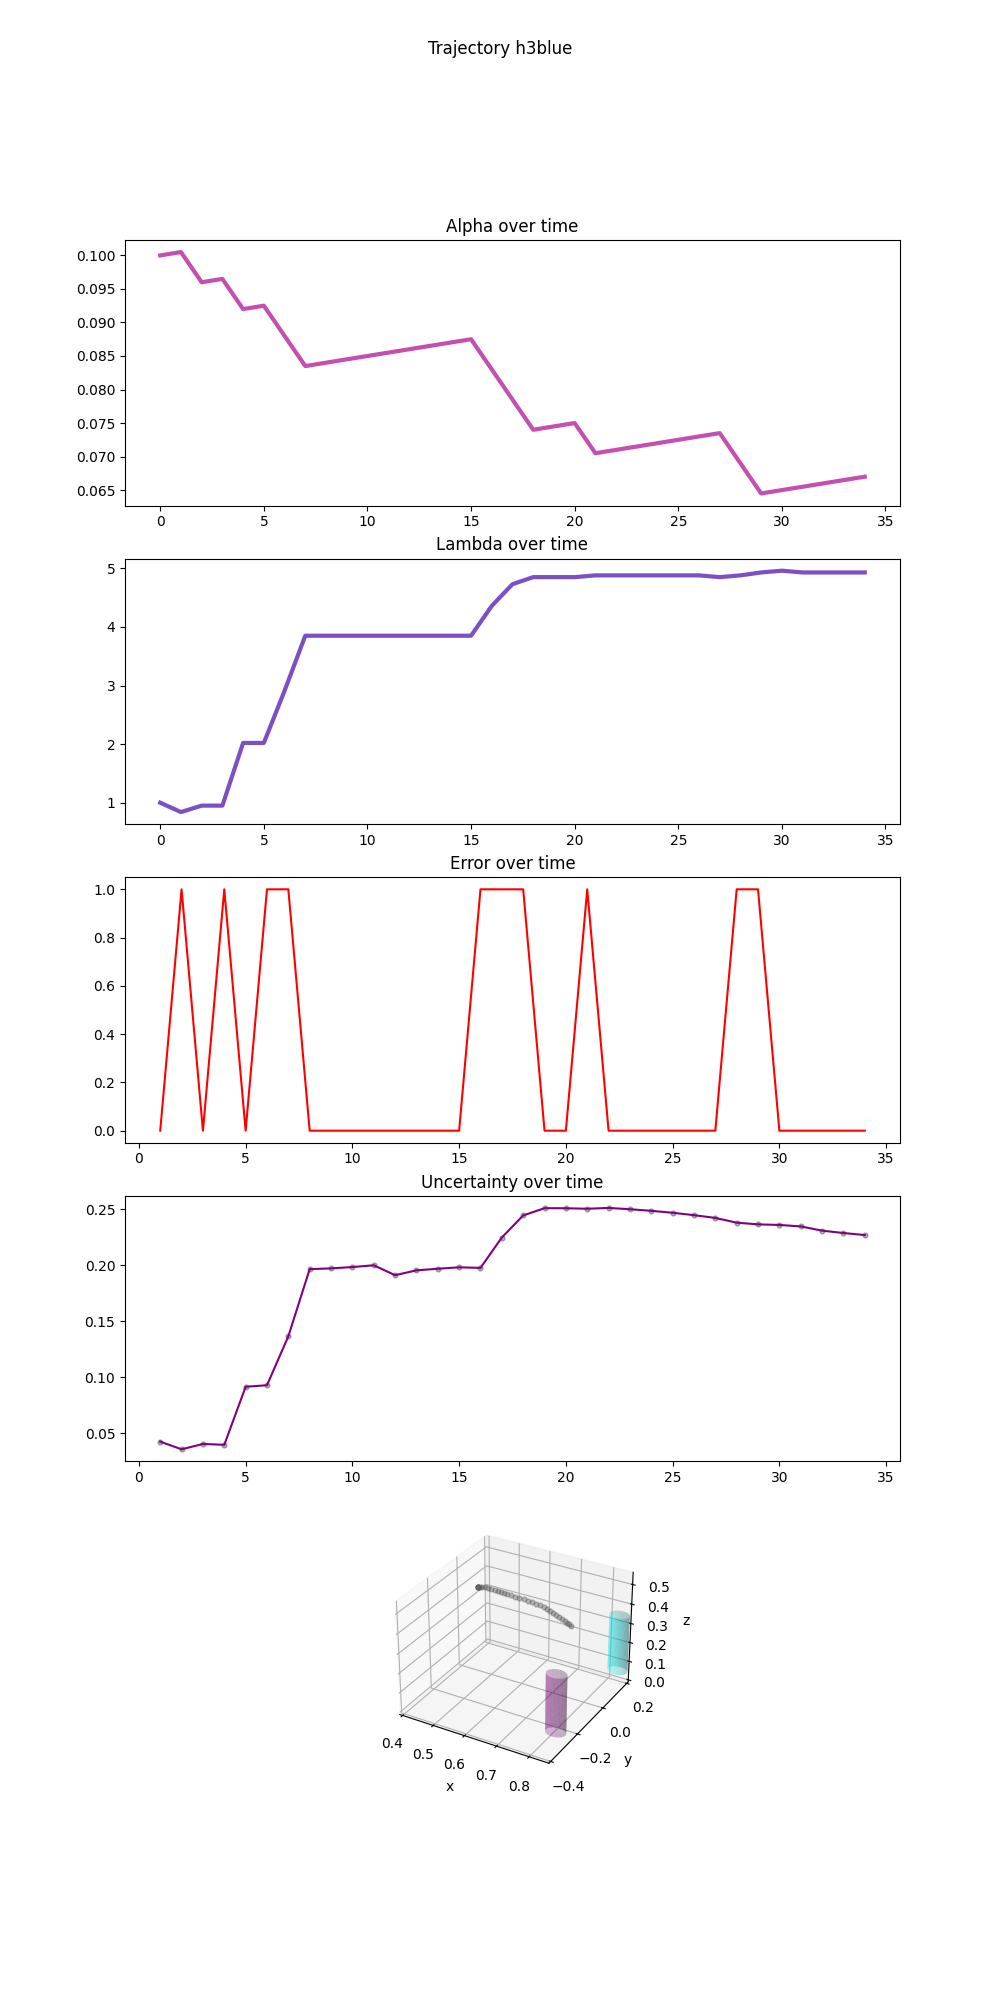 Trajectory h3blue
Alpha over time
0.100
0.095
0.090
0.085
0.080
0.075
0.070
0.065
0 5 10 15 20 25 30 35
Lambda over time
5
4
3
2
1
0 5 10 15 20 25 30 35
Error over time
1.0
0.8
0.6
0.4
0.2
0.0
0 5 10 15 20 25 30 35
Uncertainty over time
0.25
0.20
0.15
0.10
0.05
0 5 10 15 20 25 30 35
0.5
0.4
0.3
0.2
0.1
0.0
z
0.2
0.0
−0.2
−0.4
y
0.4 0.5 0.6 0.7 0.8
x